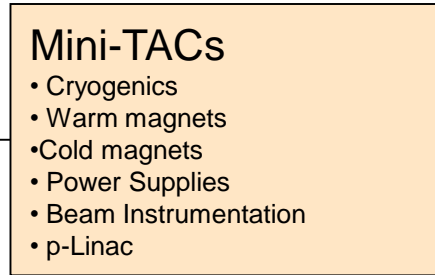 Mini-TACs
• Cryogenics
• Warm magnets
•Cold magnets
• Power Supplies
• Beam Instrumentation
• p-Linac